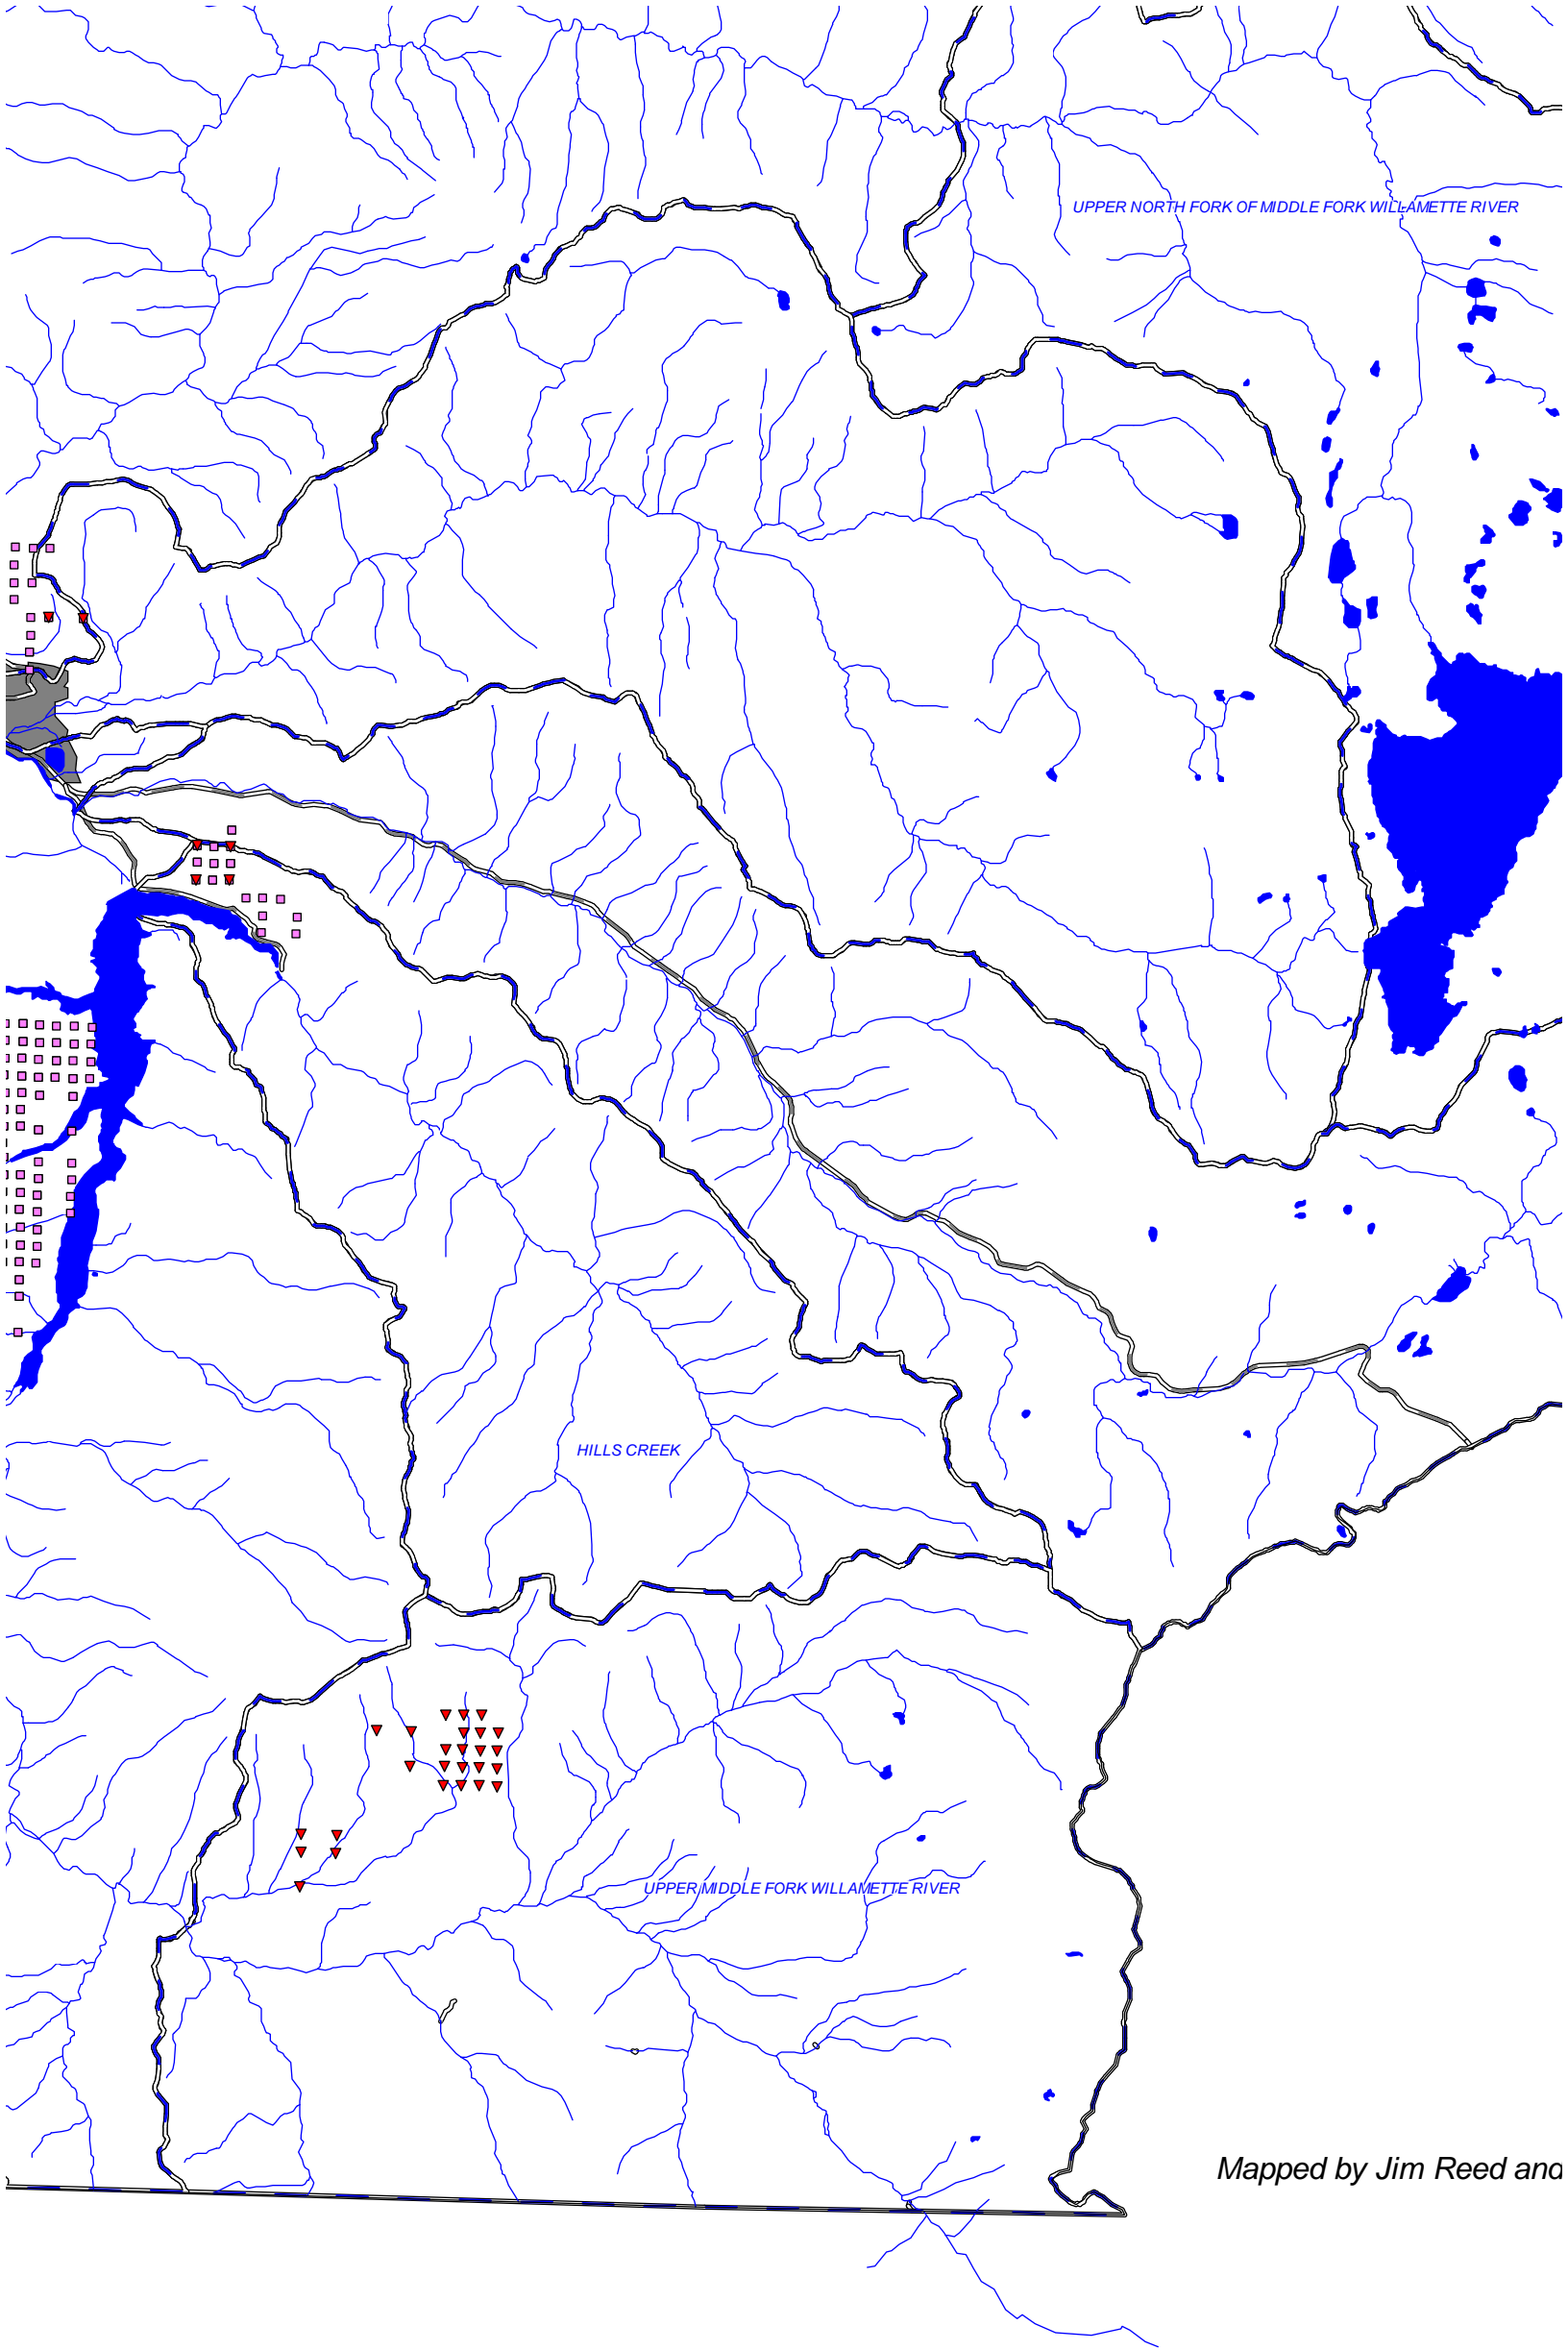 UPPER NORTH FORK OF MIDDLE FORK WILLAMETTE RIVER
HILLS CREEK
UPPER MIDDLE FORK WILLAMETTE RIVER
Mapped by Jim Reed and